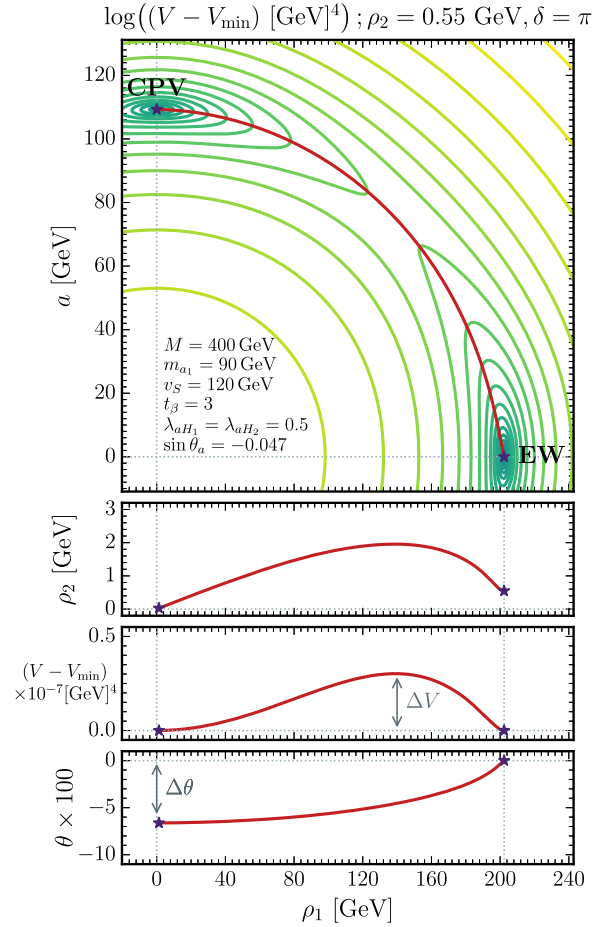 log((V − V_min) [GeV]^4) ; ρ_2 = 0.55 GeV, δ = π
120
100
80
60
40
20
0
a [GeV]
CPV
M = 400 GeV
m_{a_1} = 90 GeV
v_S = 120 GeV
t_β = 3
λ_{aH_1} = λ_{aH_2} = 0.5
sin θ_a = −0.047
EW
3
2
1
0
ρ_2 [GeV]
0.5
0.0
(V − V_min)
×10^{-7}[GeV]^4
ΔV
0
−5
−10
θ × 100
Δθ
0 40 80 120 160 200 240
ρ_1 [GeV]